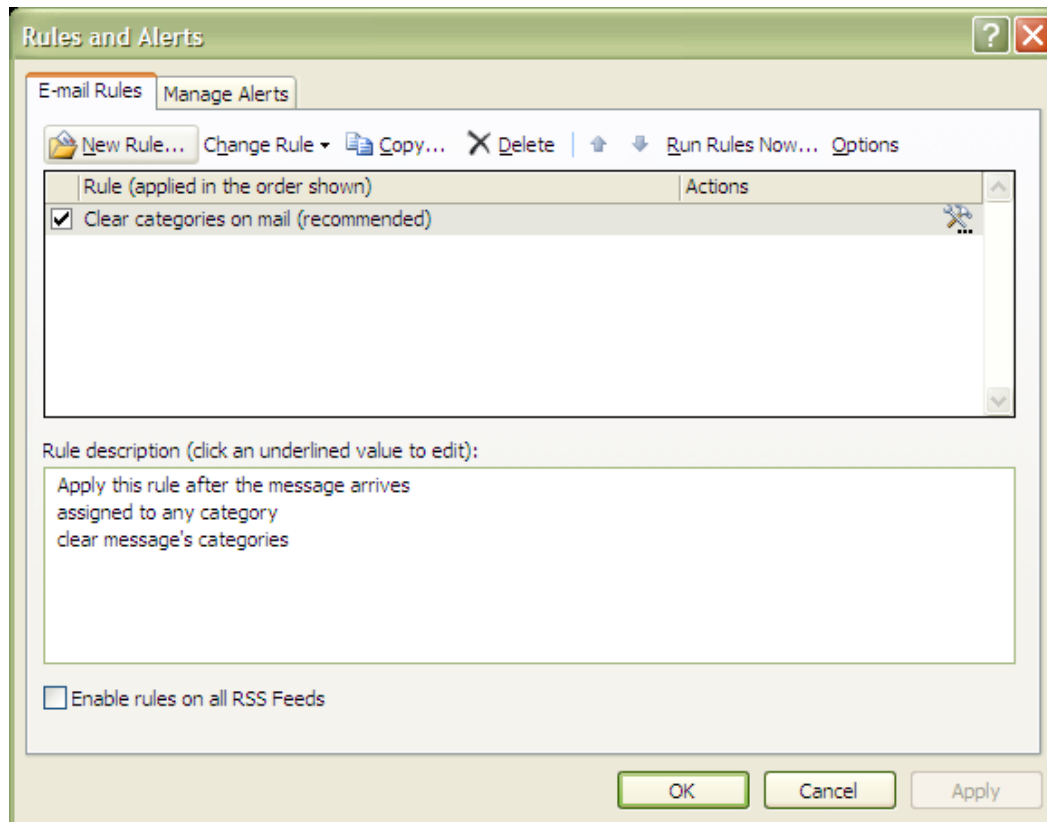 Rules and Alerts
E-mail Rules Manage Alerts
New Rule... Change Rule Copy... Delete Run Rules Now... Options
Rule (applied in the order shown) Actions
Clear categories on mail (recommended)
Rule description (click an underlined value to edit):
Apply this rule after the message arrives
assigned to any category
clear message's categories
Enable rules on all RSS Feeds
OK Cancel Apply